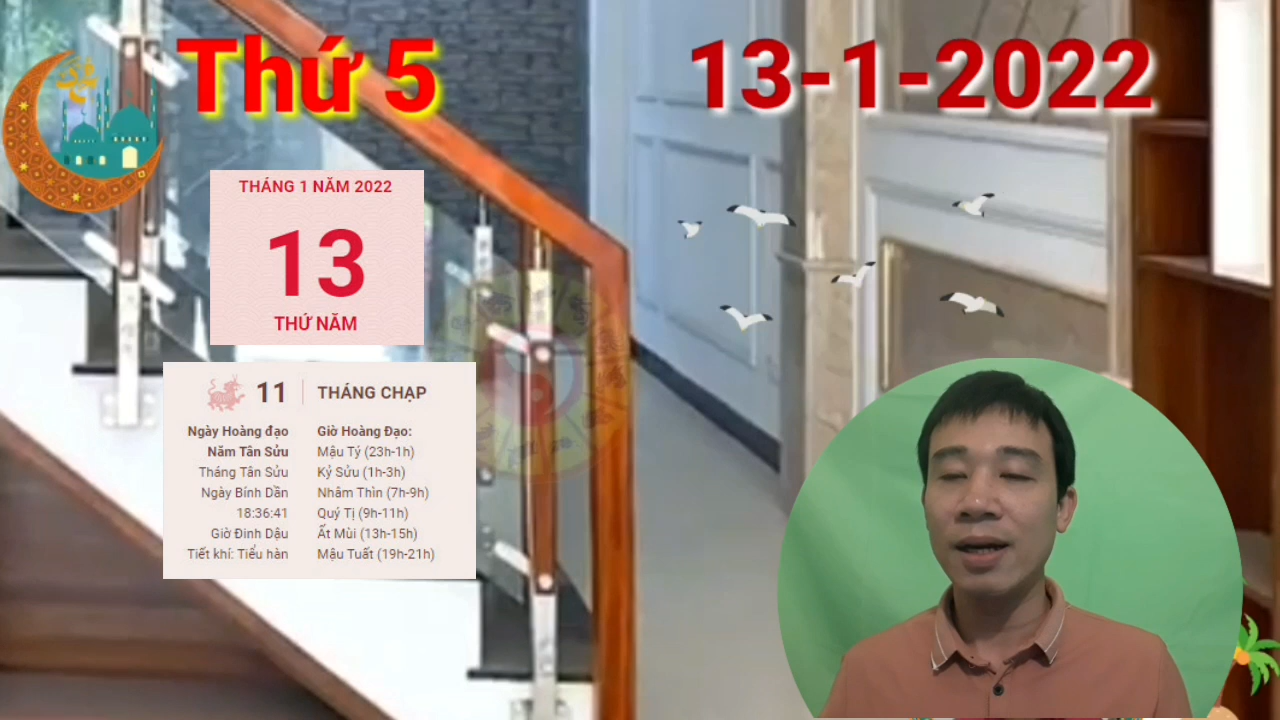 Thứ 5
13-1-2022
THÁNG 1 NĂM 2022
13
THỨ NĂM
11
THÁNG CHẠP
Ngày Hoàng đạo
Năm Tân Sửu
Tháng Tân Sửu
Ngày Bính Dần
18:36:41
Giờ Đinh Dậu
Tiết khí: Tiểu hàn
Giờ Hoàng Đạo:
Mậu Tý (23h-1h)
Kỷ Sửu (1h-3h)
Nhâm Thìn (7h-9h)
Quý Tị (9h-11h)
Ất Mùi (13h-15h)
Mậu Tuất (19h-21h)